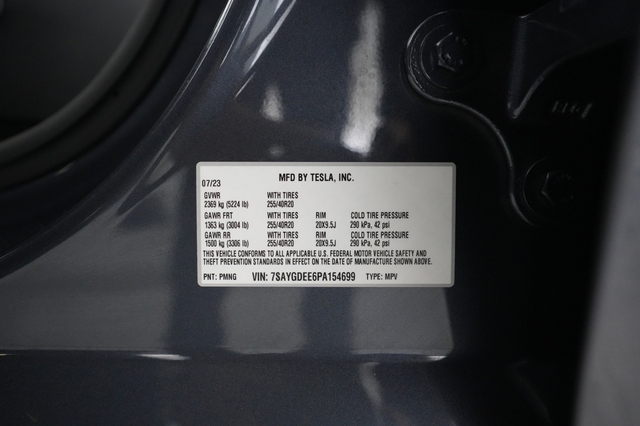 MFD BY TESLA, INC.
07/23
GVWR WITH TIRES
2369 kg (5224 lb) 255/40R20
GAWR FRT WITH TIRES RIM COLD TIRE PRESSURE
1363 kg (3004 lb) 255/40R20 20X9.5J 290 kPa, 42 psi
GAWR RR WITH TIRES RIM COLD TIRE PRESSURE
1500 kg (3306 lb) 255/40R20 20X9.5J 290 kPa, 42 psi
THIS VEHICLE CONFORMS TO ALL APPLICABLE U.S. FEDERAL MOTOR VEHICLE SAFETY AND
THEFT PREVENTION STANDARDS IN EFFECT ON THE DATE OF MANUFACTURE SHOWN ABOVE.
PNT: PMNG VIN: 7SAYGDEE6PA154699 TYPE: MPV